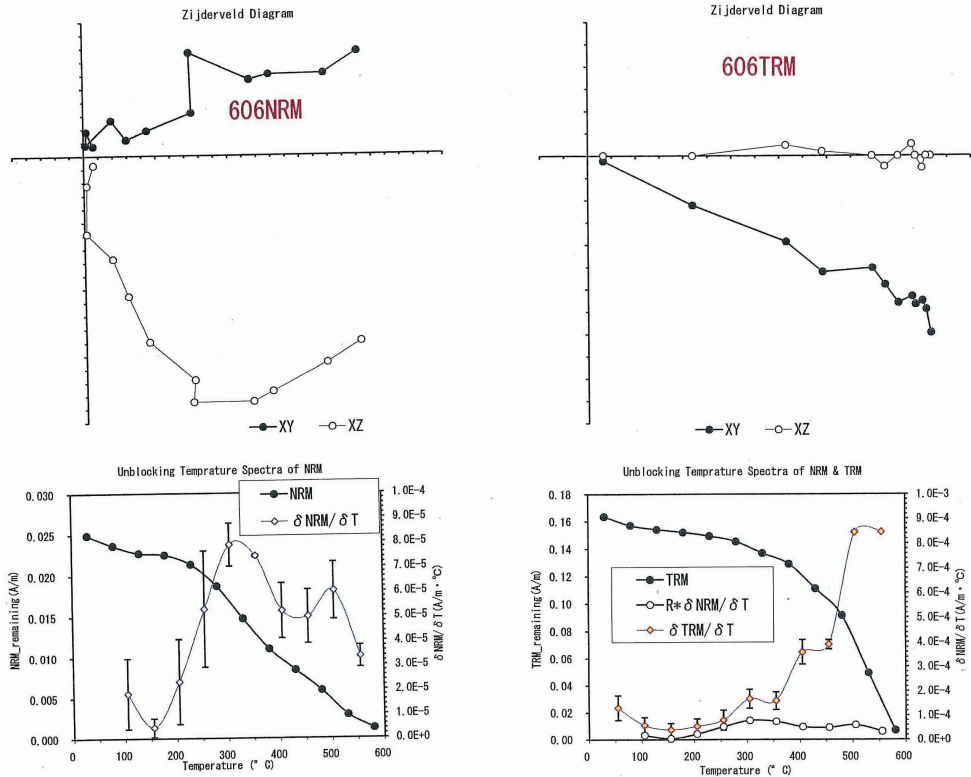 Zijderveld Diagram
606NRM
XY
XZ
Zijderveld Diagram
606TRM
XY
XZ
Unblocking Temprature Spectra of NRM
NRM
δNRM/δT
NRM_remaining(A/m)
0.030
0.025
0.020
0.015
0.010
0.005
0.000
1.0E-4
9.0E-5
8.0E-5
7.0E-5
6.0E-5
5.0E-5
4.0E-5
3.0E-5
2.0E-5
1.0E-5
0.0E+0
δNRM/δT(A/m・℃)
0 100 200 300 400 500 600
Temperature(°C)
Unblocking Temprature Spectra of NRM & TRM
TRM
R*δNRM/δT
δTRM/δT
TRM_remaining(A/m)
0.18
0.16
0.14
0.12
0.10
0.08
0.06
0.04
0.02
0.00
1.0E-3
9.0E-4
8.0E-4
7.0E-4
6.0E-4
5.0E-4
4.0E-4
3.0E-4
2.0E-4
1.0E-4
0.0E+0
δNRM/δT(A/m・℃)
0 100 200 300 400 500 600
Temperature(°C)